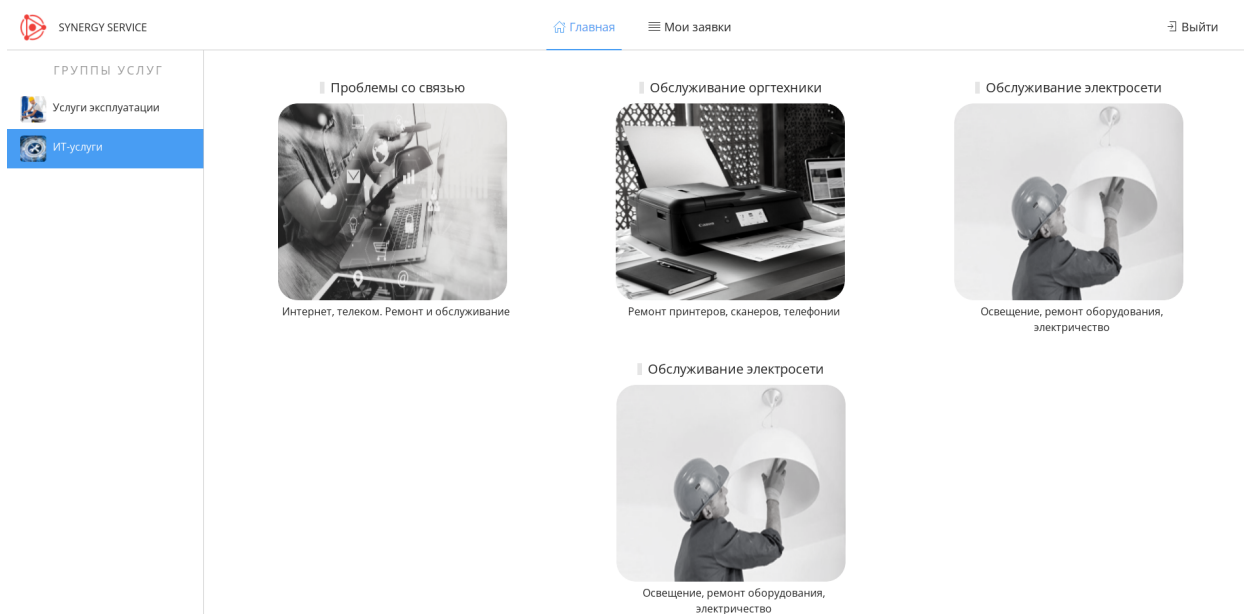 SYNERGY SERVICE
Главная
Мои заявки
Выйти
ГРУППЫ УСЛУГ
Услуги эксплуатации
ИТ-услуги
Проблемы со связью
Обслуживание оргтехники
Обслуживание электросети
Интернет, телеком. Ремонт и обслуживание
Ремонт принтеров, сканеров, телефонии
Освещение, ремонт оборудования,
электричество
Обслуживание электросети
Освещение, ремонт оборудования,
электричество